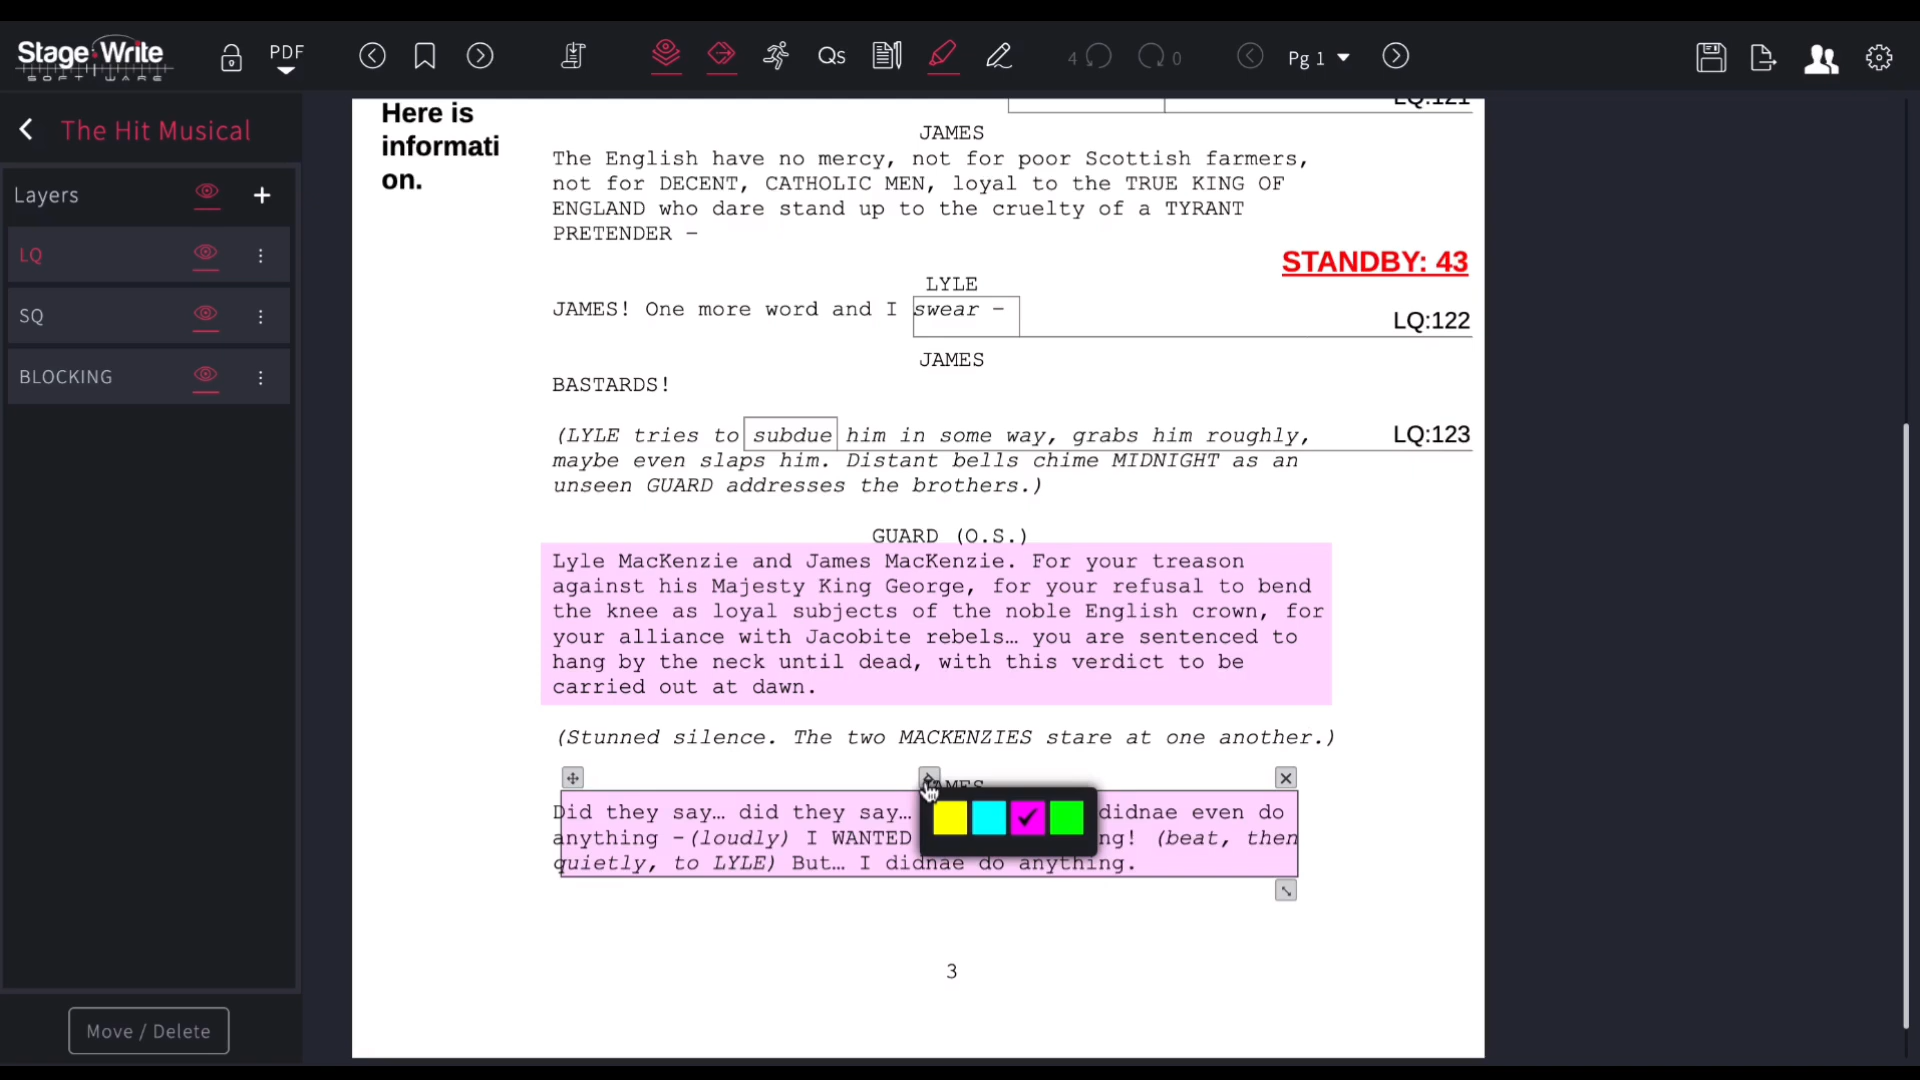 Stage Write
SOFTWARE
PDF
Qs
4
0
Pg 1
The Hit Musical
Layers
LQ
SQ
BLOCKING
Move / Delete
Here is
informati
on.
LQ:121
JAMES
The English have no mercy, not for poor Scottish farmers,
not for DECENT, CATHOLIC MEN, loyal to the TRUE KING OF
ENGLAND who dare stand up to the cruelty of a TYRANT
PRETENDER –
STANDBY: 43
LYLE
JAMES! One more word and I swear –
LQ:122
JAMES
BASTARDS!
(LYLE tries to subdue him in some way, grabs him roughly,
LQ:123
maybe even slaps him. Distant bells chime MIDNIGHT as an
unseen GUARD addresses the brothers.)
GUARD (O.S.)
Lyle MacKenzie and James MacKenzie. For your treason
against his Majesty King George, for your refusal to bend
the knee as loyal subjects of the noble English crown, for
your alliance with Jacobite rebels… you are sentenced to
hang by the neck until dead, with this verdict to be
carried out at dawn.
(Stunned silence. The two MACKENZIES stare at one another.)
JAMES
Did they say… did they say… didnae even do
anything –(loudly) I WANTED ng! (beat, then
quietly, to LYLE) But… I didnae do anything.
3